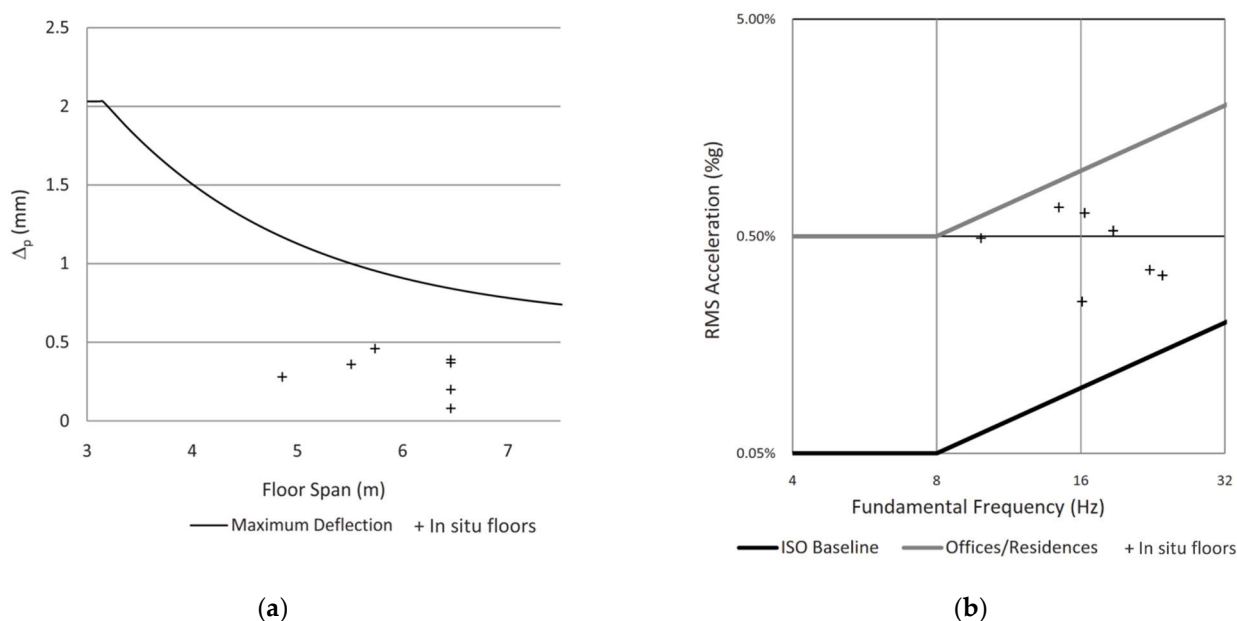 2.5
2
1.5
1
0.5
0
Δp (mm)
3 4 5 6 7
Floor Span (m)
Maximum Deflection + In situ floors
(a)
5.00%
0.50%
0.05%
RMS Acceleration (%g)
4 8 16 32
Fundamental Frequency (Hz)
ISO Baseline Offices/Residences + In situ floors
(b)